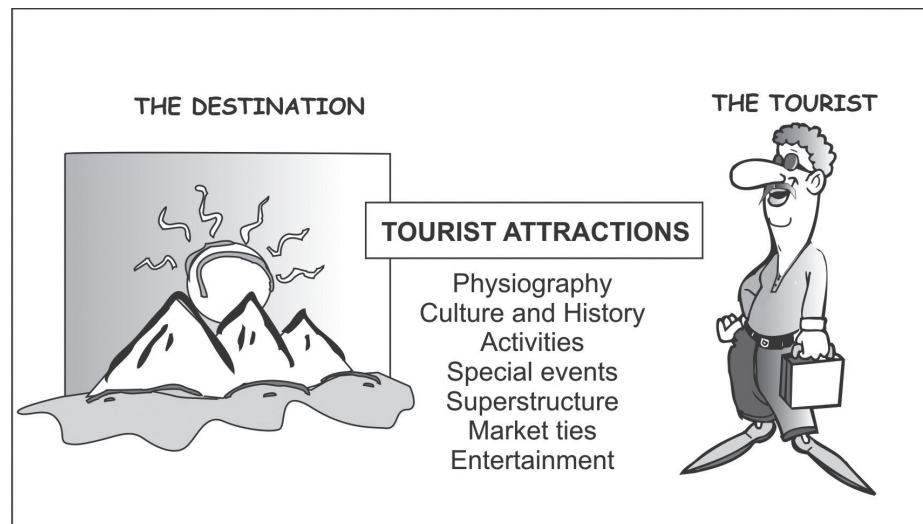 THE DESTINATION
THE TOURIST
TOURIST ATTRACTIONS
Physiography
Culture and History
Activities
Special events
Superstructure
Market ties
Entertainment